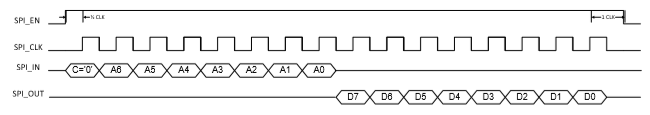 SPI_EN ½ CLK 1 CLK
SPI_CLK
SPI_IN C='0' A6 A5 A4 A3 A2 A1 A0
SPI_OUT D7 D6 D5 D4 D3 D2 D1 D0